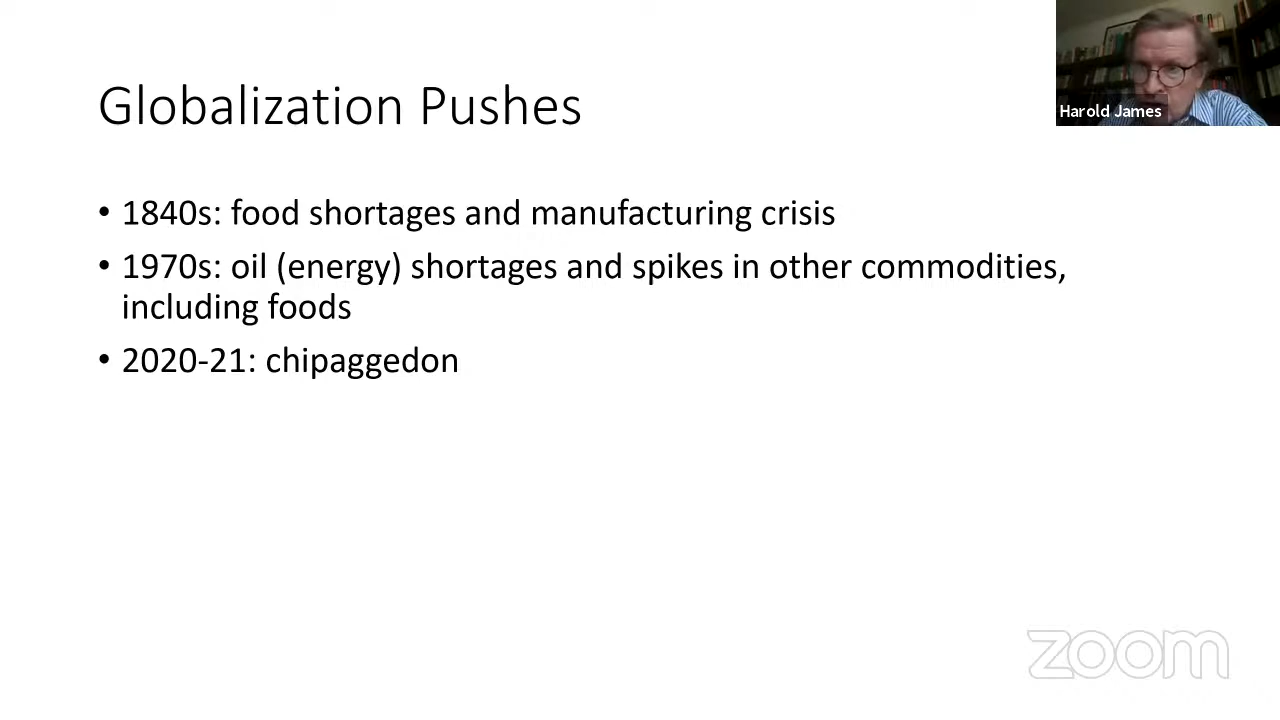 Globalization Pushes
Harold James
• 1840s: food shortages and manufacturing crisis
• 1970s: oil (energy) shortages and spikes in other commodities,
including foods
• 2020-21: chipaggedon
zoom